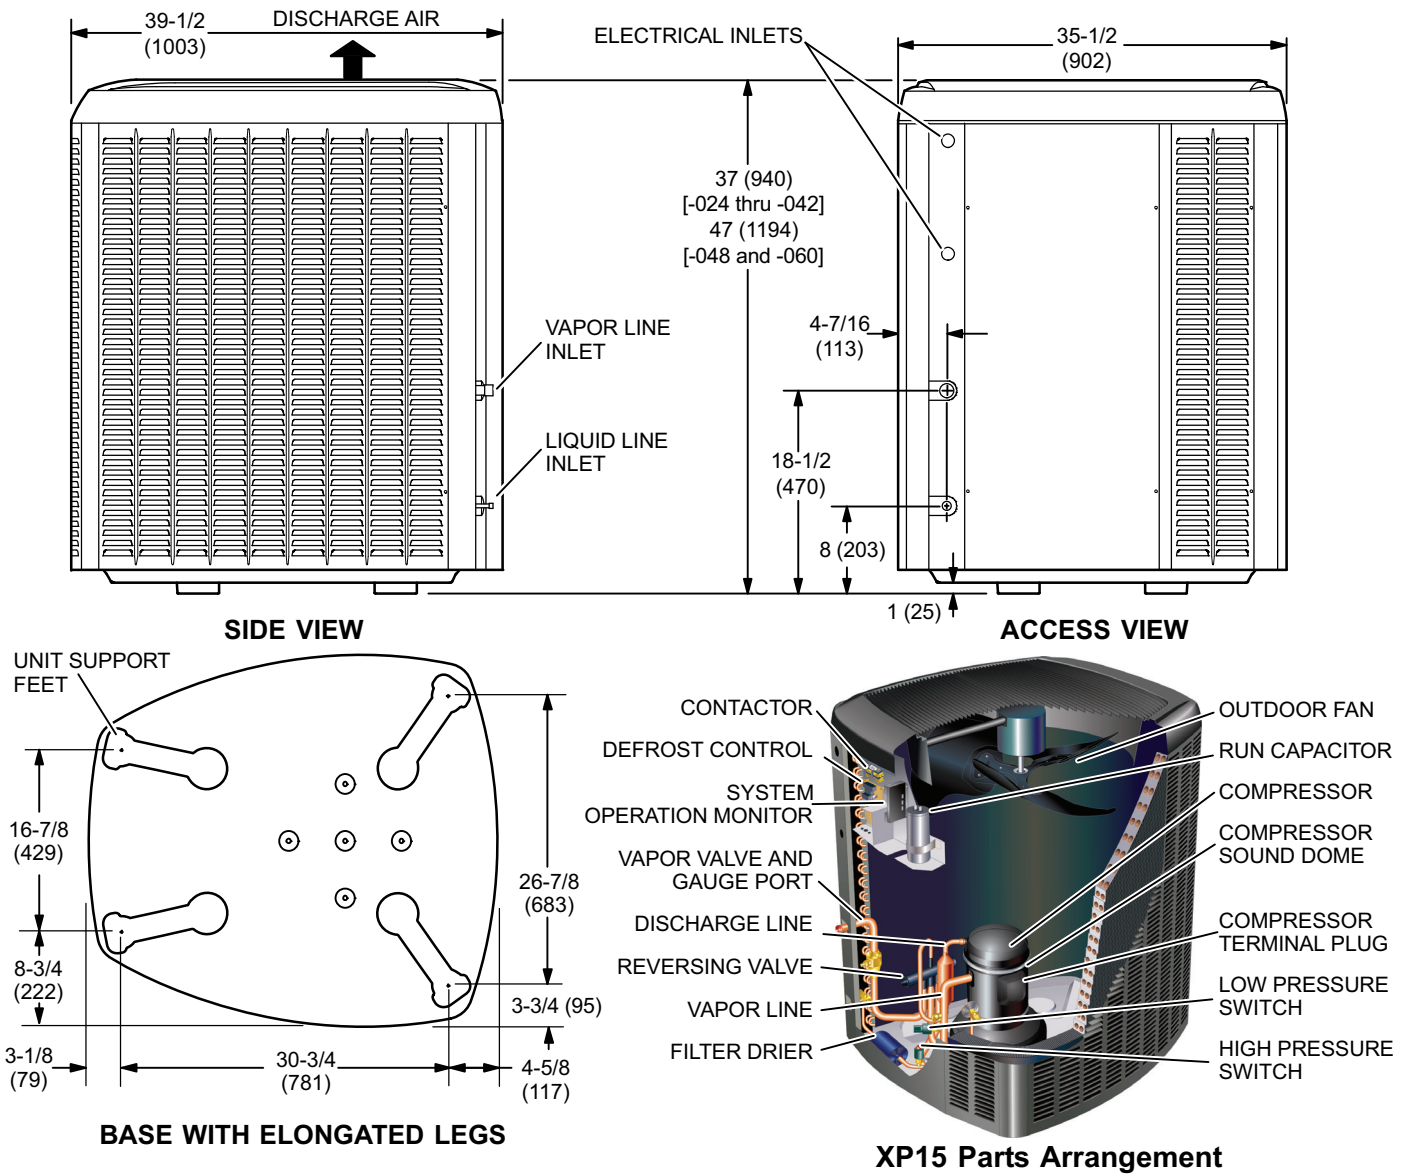 39-1/2
(1003)
DISCHARGE AIR
ELECTRICAL INLETS
35-1/2
(902)
37 (940)
[-024 thru -042]
47 (1194)
[-048 and -060]
VAPOR LINE
INLET
LIQUID LINE
INLET
4-7/16
(113)
18-1/2
(470)
8 (203)
1 (25)
SIDE VIEW
ACCESS VIEW
UNIT SUPPORT
FEET
16-7/8
(429)
8-3/4
(222)
3-1/8
(79)
30-3/4
(781)
26-7/8
(683)
3-3/4 (95)
4-5/8
(117)
BASE WITH ELONGATED LEGS
CONTACTOR
DEFROST CONTROL
SYSTEM
OPERATION MONITOR
VAPOR VALVE AND
GAUGE PORT
DISCHARGE LINE
REVERSING VALVE
VAPOR LINE
FILTER DRIER
OUTDOOR FAN
RUN CAPACITOR
COMPRESSOR
COMPRESSOR
SOUND DOME
COMPRESSOR
TERMINAL PLUG
LOW PRESSURE
SWITCH
HIGH PRESSURE
SWITCH
XP15 Parts Arrangement